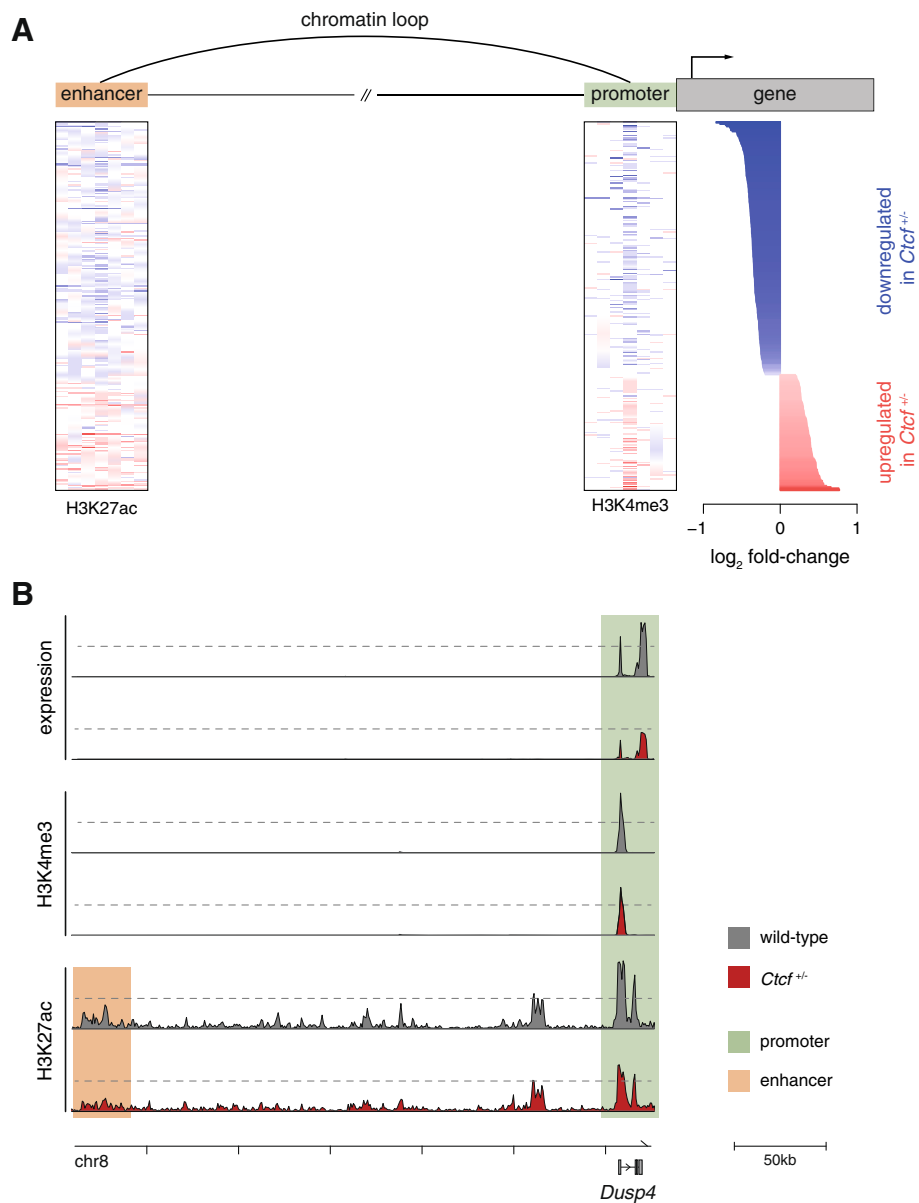 A
chromatin loop
enhancer
//
promoter
gene
H3K27ac
H3K4me3
downregulated
in Ctcf +/-
upregulated
in Ctcf +/-
−1 0 1
log2 fold-change
B
expression
H3K4me3
H3K27ac
wild-type
Ctcf +/-
promoter
enhancer
chr8
50kb
Dusp4